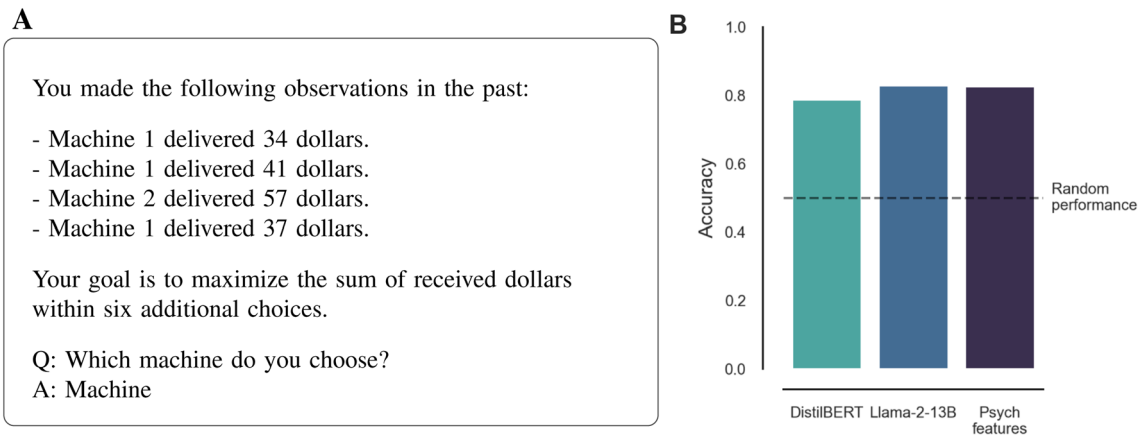 A
You made the following observations in the past:
- Machine 1 delivered 34 dollars.
- Machine 1 delivered 41 dollars.
- Machine 2 delivered 57 dollars.
- Machine 1 delivered 37 dollars.
Your goal is to maximize the sum of received dollars
within six additional choices.
Q: Which machine do you choose?
A: Machine
B
1.0
0.8
0.6
0.4
0.2
0.0
Accuracy
Random
performance
DistilBERT Llama-2-13B Psych
features